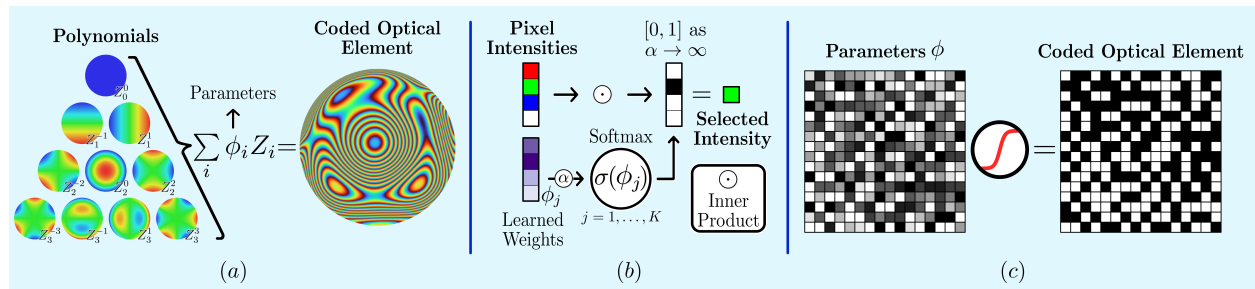 Polynomials
Coded Optical
Element
Z_0^0
Parameters
Z_1^{-1} Z_1^1
∑_i ϕ_i Z_i =
Z_2^{-2} Z_2^0 Z_2^2
Z_3^{-3} Z_3^{-1} Z_3^1 Z_3^3
(a)
Pixel
Intensities
[0, 1] as
α → ∞
→ ⊙ → =
Selected
Intensity
Softmax
α
σ(ϕ_j)
ϕ_j
j = 1, . . . , K
Learned
Weights
⊙
Inner
Product
(b)
Parameters ϕ
Coded Optical Element
=
(c)